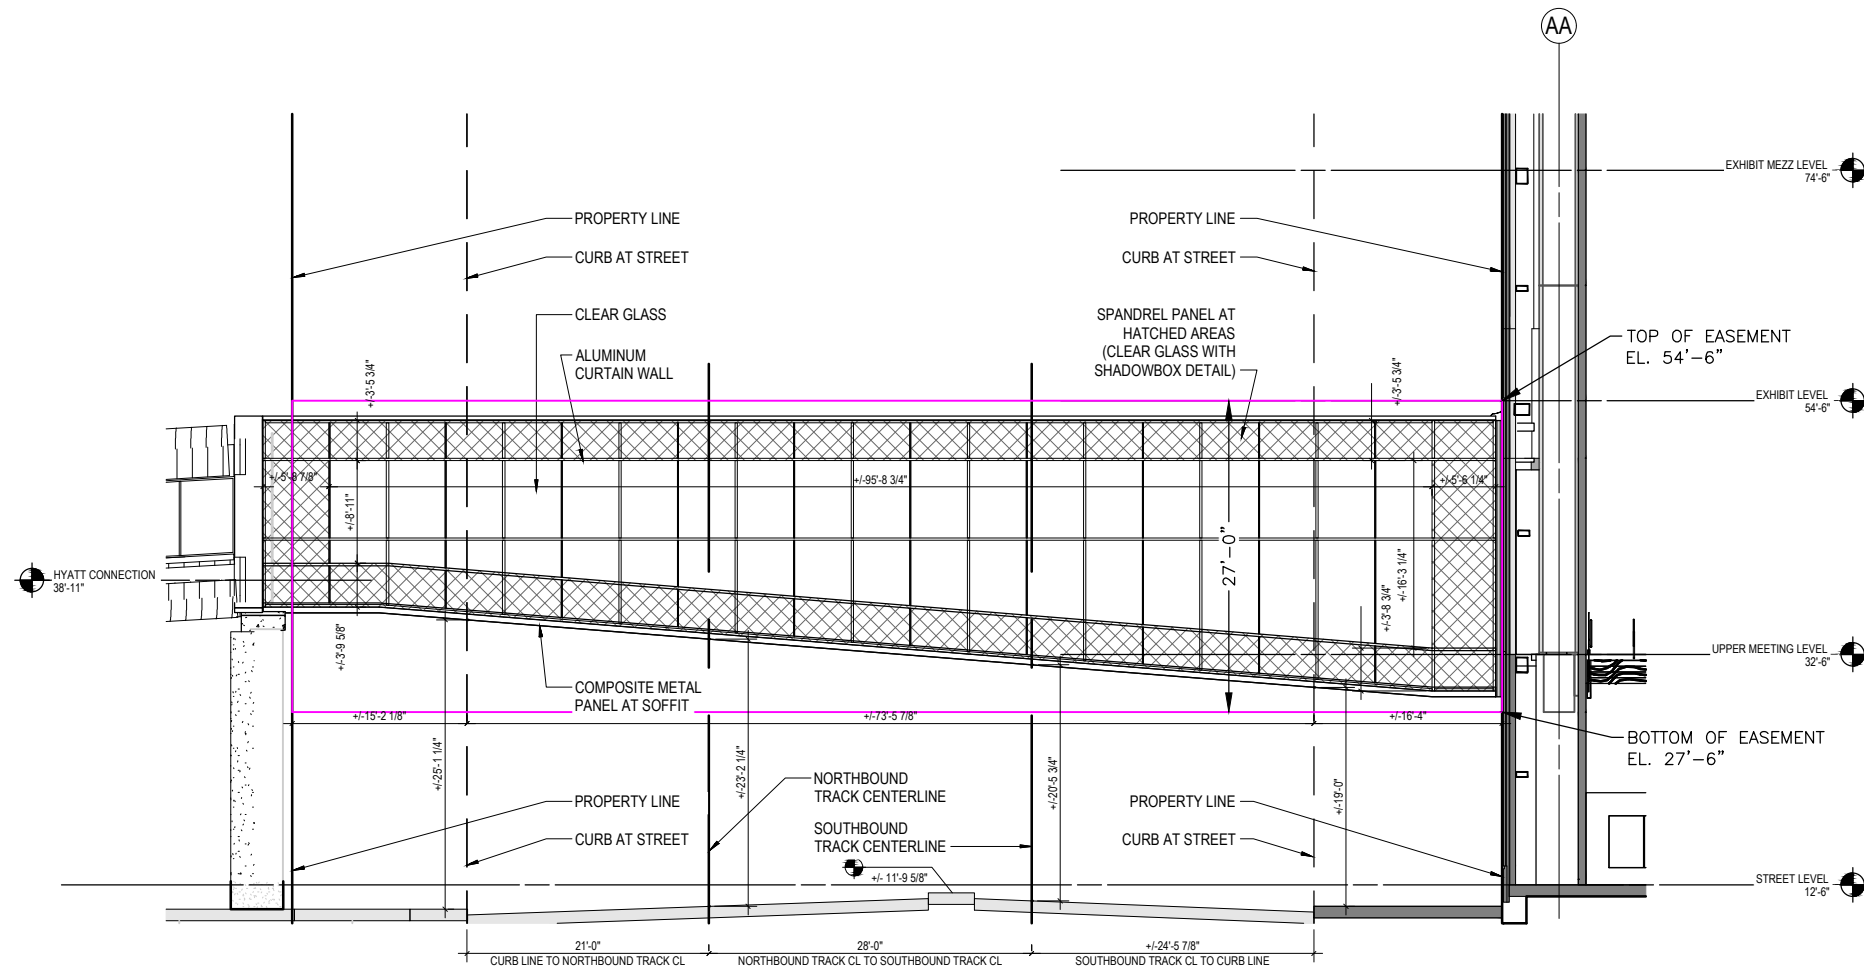 AA
EXHIBIT MEZZ LEVEL
74'-6"
PROPERTY LINE
PROPERTY LINE
CURB AT STREET
CURB AT STREET
CLEAR GLASS
SPANDREL PANEL AT
HATCHED AREAS
(CLEAR GLASS WITH
SHADOWBOX DETAIL)
ALUMINUM
CURTAIN WALL
TOP OF EASEMENT
EL. 54'-6"
+/-3'-5 3/4"
+/-3'-5 3/4"
EXHIBIT LEVEL
54'-6"
+/-5'-8 7/8"
+/-95'-8 3/4"
+/-5'-6 1/4"
+/-8'-11"
27'-0"
HYATT CONNECTION
38'-11"
+/-16'-3 1/4"
+/-3'-8 3/4"
+/-3'-9 5/8"
UPPER MEETING LEVEL
32'-6"
COMPOSITE METAL
PANEL AT SOFFIT
+/-15'-2 1/8"
+/-73'-5 7/8"
+/-16'-4"
BOTTOM OF EASEMENT
EL. 27'-6"
+/-25'-1 1/4"
+/-23'-2 1/4"
+/-20'-5 3/4"
+/-19'-0"
NORTHBOUND
TRACK CENTERLINE
PROPERTY LINE
PROPERTY LINE
SOUTHBOUND
TRACK CENTERLINE
CURB AT STREET
CURB AT STREET
+/- 11'-9 5/8"
STREET LEVEL
12'-6"
21'-0"
CURB LINE TO NORTHBOUND TRACK CL
28'-0"
NORTHBOUND TRACK CL TO SOUTHBOUND TRACK CL
+/-24'-5 7/8"
SOUTHBOUND TRACK CL TO CURB LINE